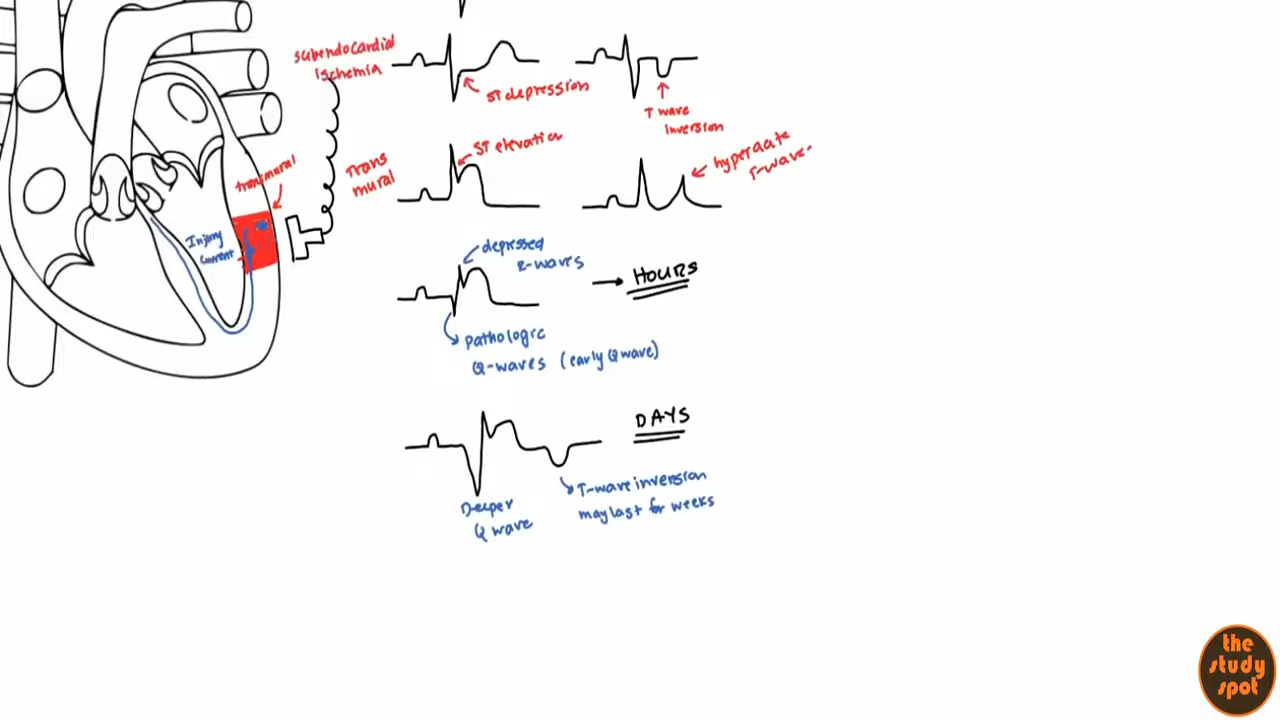 subendocardial
ischemia
ST depression
T wave
inversion
transmural
Trans
mural
ST elevation
hyperacute
T-wave
Injury
current
depressed
R-waves
→ HOURS
pathologic
Q-waves (early Q wave)
DAYS
Deeper
Q wave
T-wave inversion
may last for weeks
the
study
spot